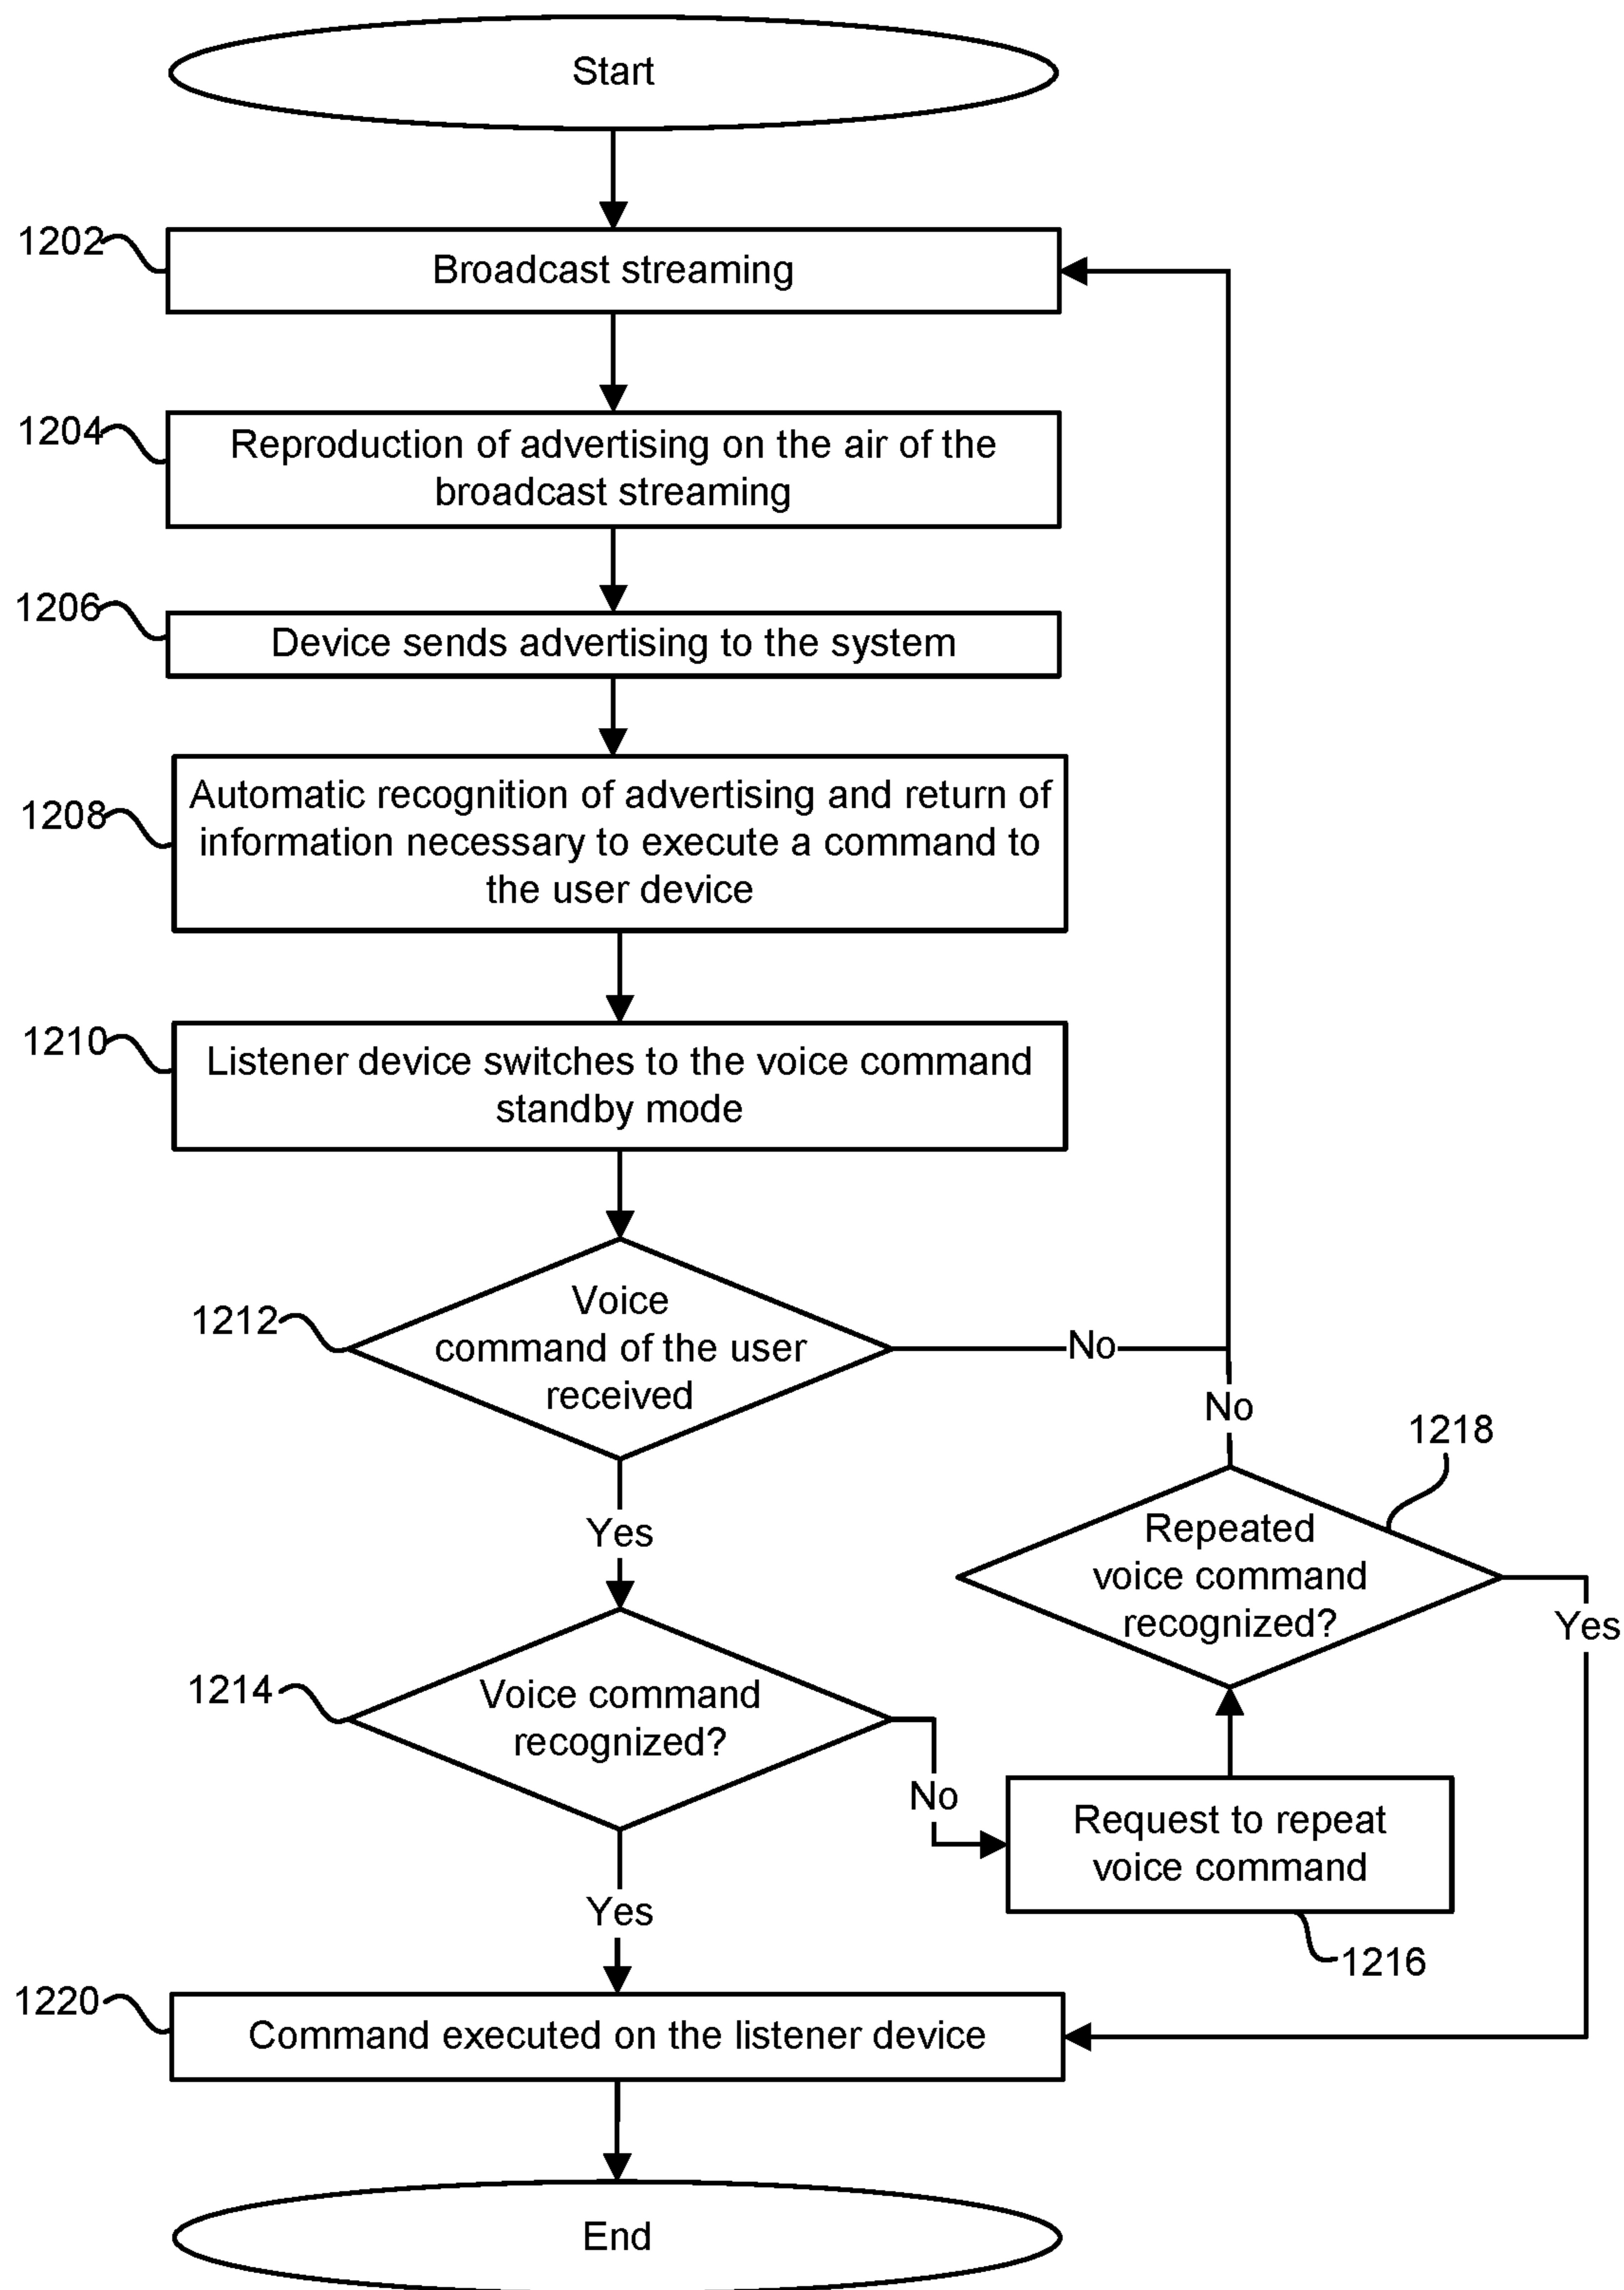 Start
1202
Broadcast streaming
1204
Reproduction of advertising on the air of the
broadcast streaming
1206
Device sends advertising to the system
1208
Automatic recognition of advertising and return of
information necessary to execute a command to
the user device
1210
Listener device switches to the voice command
standby mode
1212
Voice
command of the user
received
No
No
1218
Yes
Repeated
voice command
recognized?
Yes
1214
Voice command
recognized?
No
Request to repeat
voice command
1216
Yes
1220
Command executed on the listener device
End